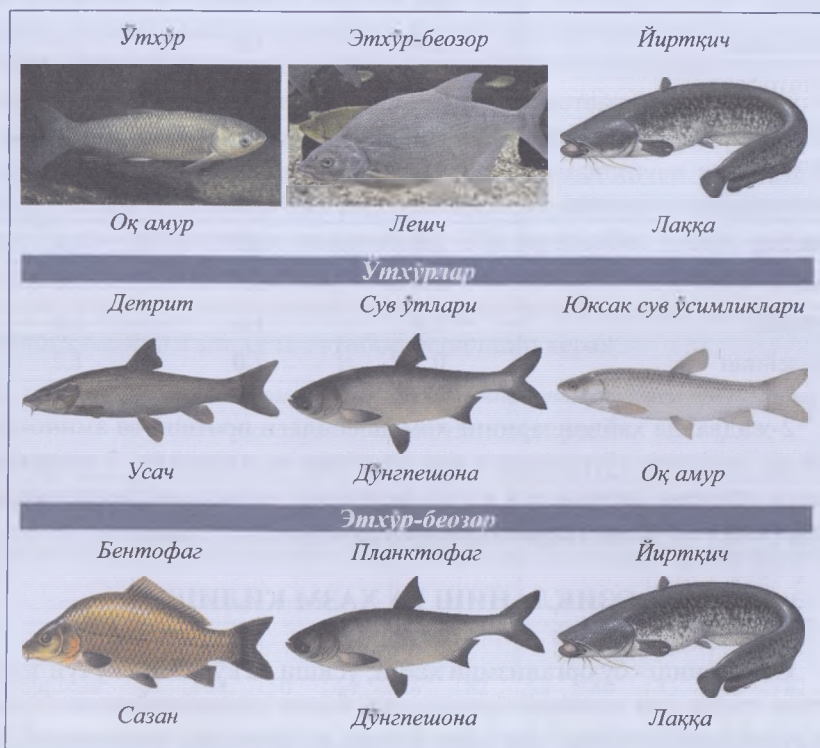 Ўтхўр Этхўр-беозор Йиртқич
Оқ амур Лешч Лаққа
Ўтхўрлар
Детрит Сув ўтлари Юксак сув ўсимликлари
Усач Дўнгпешона Оқ амур
Этхўр-беозор
Бентофаг Планктофаг Йиртқич
Сазан Дўнгпешона Лаққа